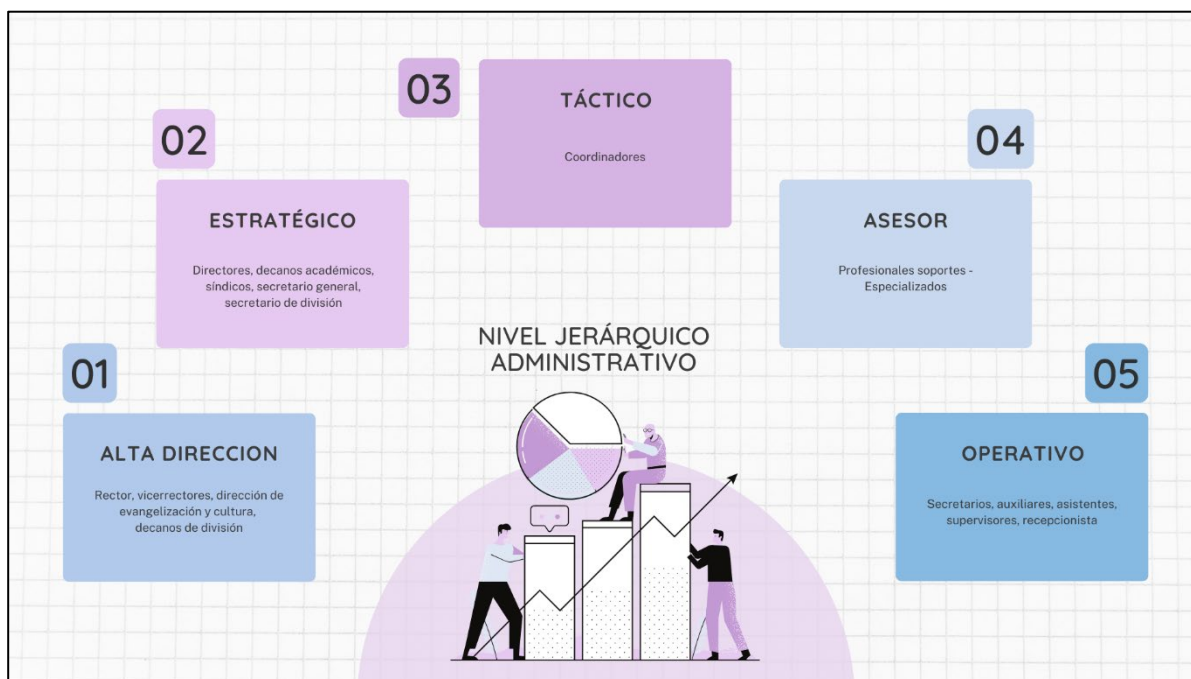 01
ALTA DIRECCION
Rector, vicerrectores, dirección de
evangelización y cultura,
decanos de división
02
ESTRATÉGICO
Directores, decanos académicos,
síndicos, secretario general,
secretario de división
03
TÁCTICO
Coordinadores
04
ASESOR
Profesionales soportes -
Especializados
05
OPERATIVO
Secretarios, auxiliares, asistentes,
supervisores, recepcionista
NIVEL JERÁRQUICO
ADMINISTRATIVO